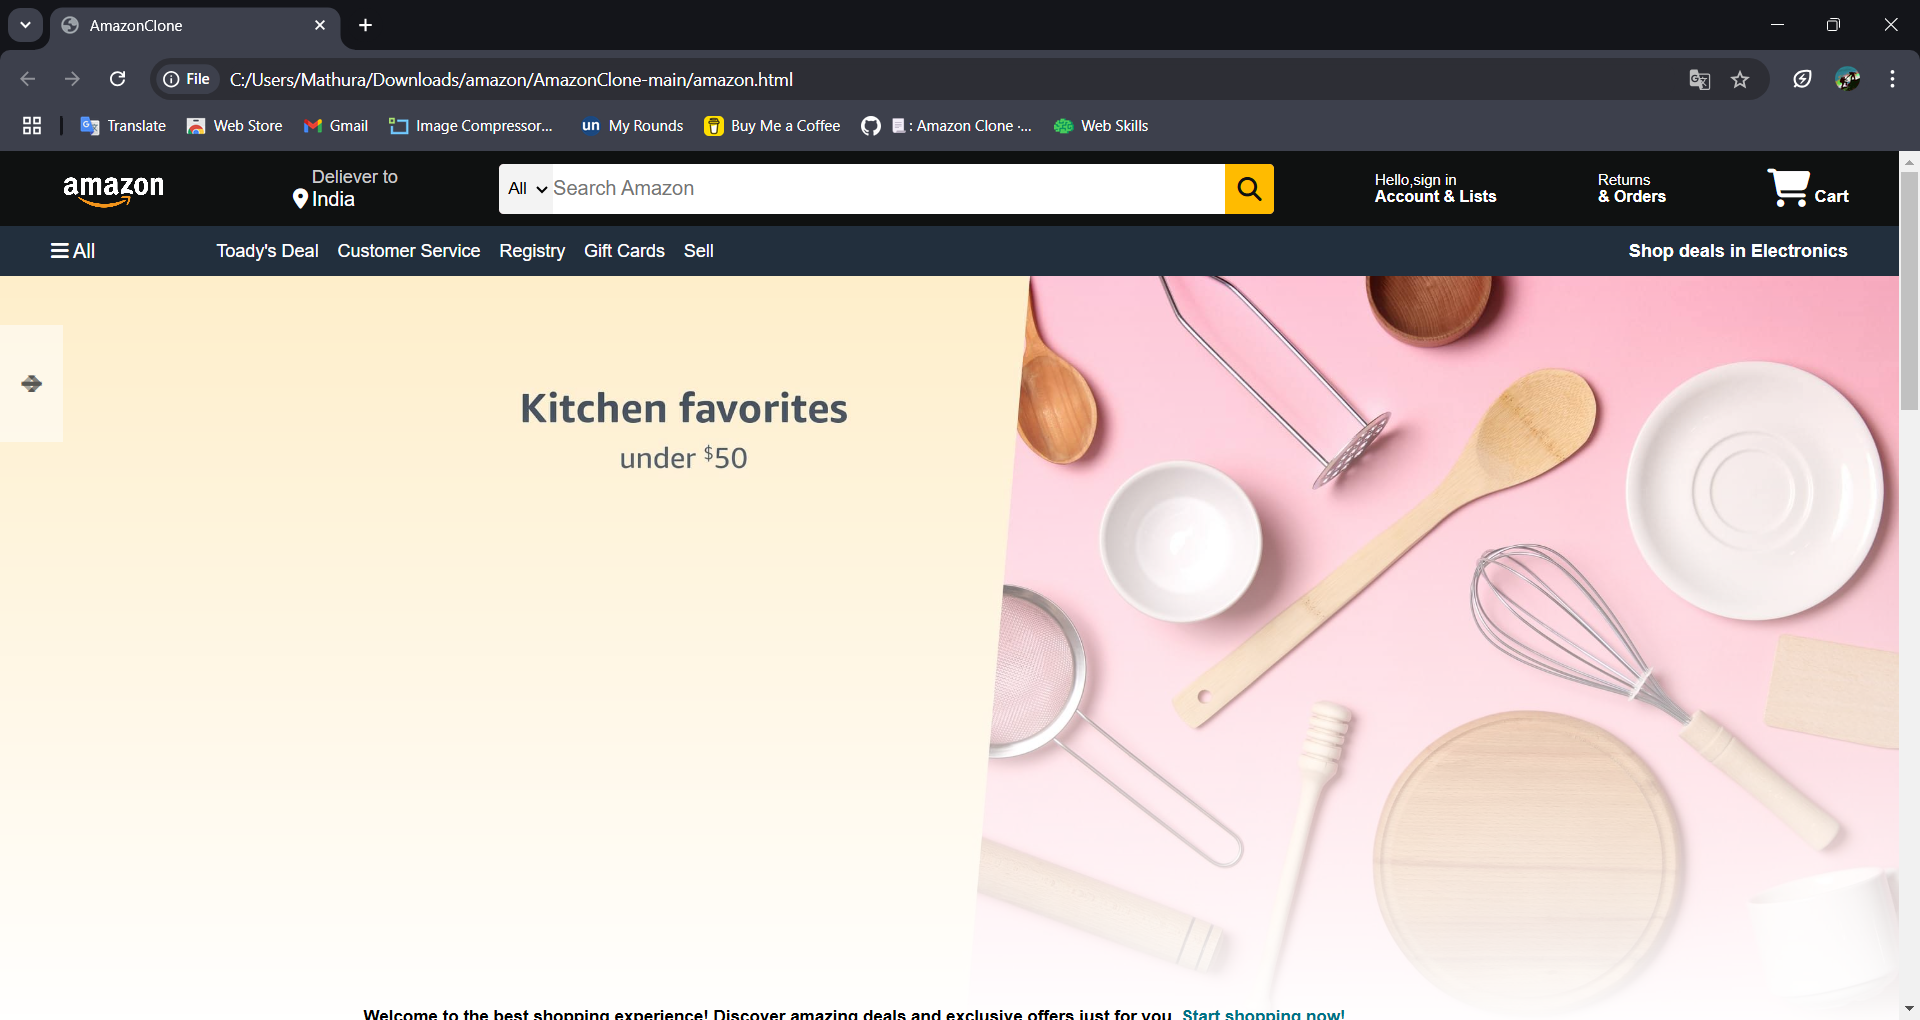 AmazonClone
File C:/Users/Mathura/Downloads/amazon/AmazonClone-main/amazon.html
Translate Web Store Gmail Image Compressor... un My Rounds Buy Me a Coffee : Amazon Clone ·... Web Skills
amazon
Deliever to
India
All Search Amazon
Hello,sign in
Account & Lists
Returns
& Orders
Cart
All Toady's Deal Customer Service Registry Gift Cards Sell Shop deals in Electronics
Kitchen favorites
under $50
Welcome to the best shopping experience! Discover amazing deals and exclusive offers just for you. Start shopping now!